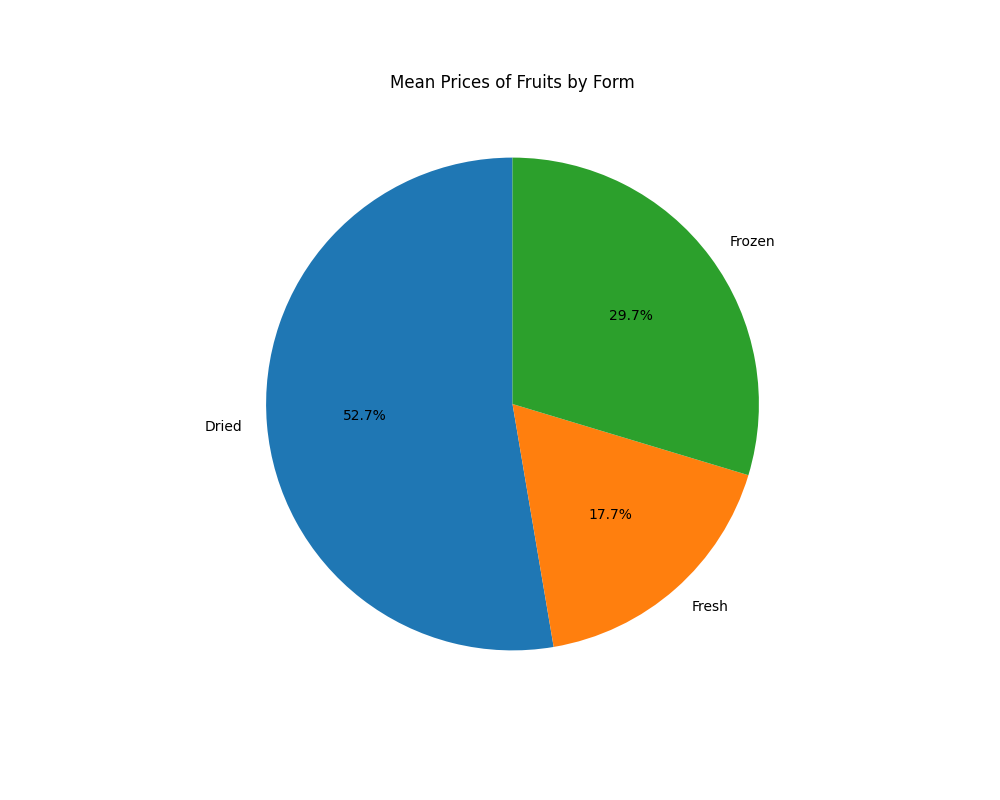 Mean Prices of Fruits by Form
Frozen
29.7%
52.7%
Dried
17.7%
Fresh